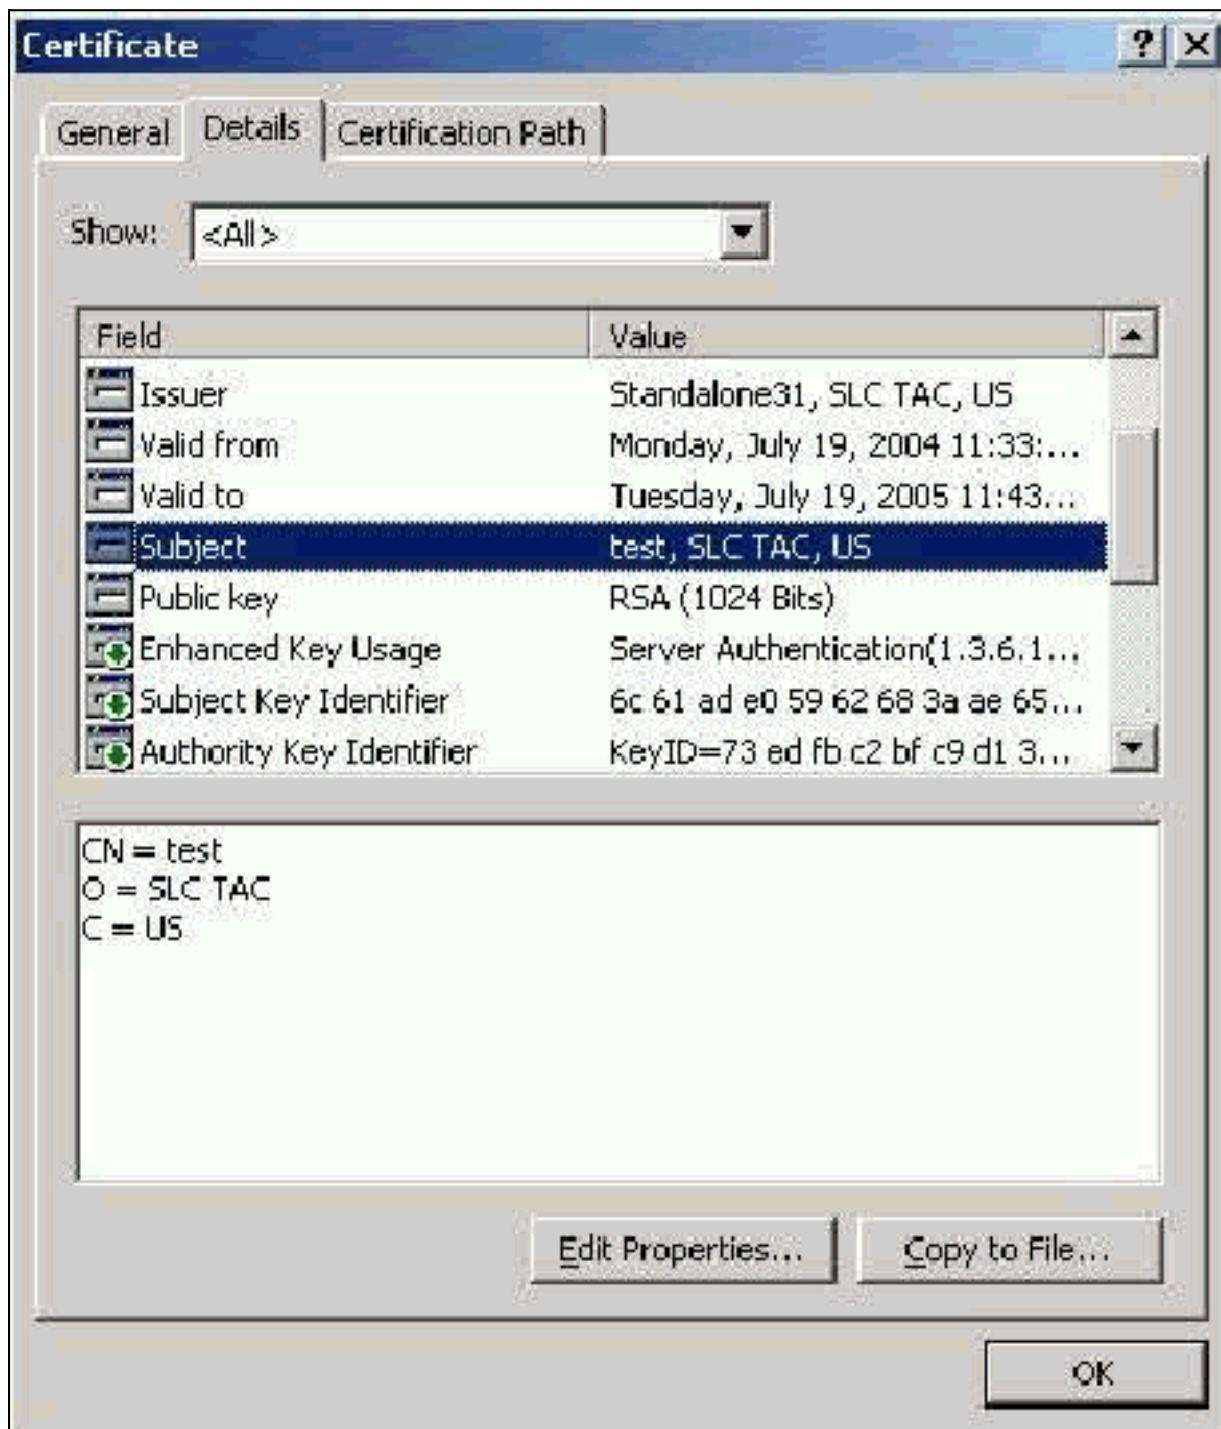 Certificate
General Details Certification Path
Show: <All>
Field Value
Issuer Standalone31, SLC TAC, US
Valid from Monday, July 19, 2004 11:33:...
Valid to Tuesday, July 19, 2005 11:43...
Subject test, SLC TAC, US
Public key RSA (1024 Bits)
Enhanced Key Usage Server Authentication(1.3.6.1...
Subject Key Identifier 6c 61 ad e0 59 62 68 3a ae 65...
Authority Key Identifier KeyID=73 ed fb c2 bf c9 d1 3...
CN = test
O = SLC TAC
C = US
Edit Properties... Copy to File...
OK